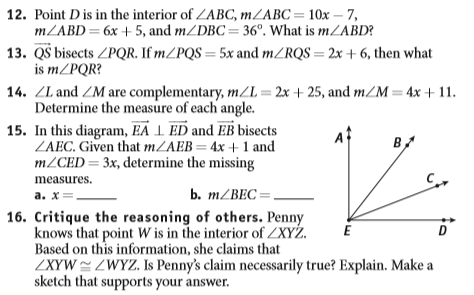 12. Point D is in the interior of ∠ABC, m∠ABC = 10x − 7,
m∠ABD = 6x + 5, and m∠DBC = 36°. What is m∠ABD?
13. QS bisects ∠PQR. If m∠PQS = 5x and m∠RQS = 2x + 6, then what
is m∠PQR?
14. ∠L and ∠M are complementary, m∠L = 2x + 25, and m∠M = 4x + 11.
Determine the measure of each angle.
15. In this diagram, EA ⊥ ED and EB bisects
∠AEC. Given that m∠AEB = 4x + 1 and
m∠CED = 3x, determine the missing
measures.
a. x = ______ b. m∠BEC = ______
A
B
C
E
D
16. Critique the reasoning of others. Penny
knows that point W is in the interior of ∠XYZ.
Based on this information, she claims that
∠XYW ≅ ∠WYZ. Is Penny's claim necessarily true? Explain. Make a
sketch that supports your answer.